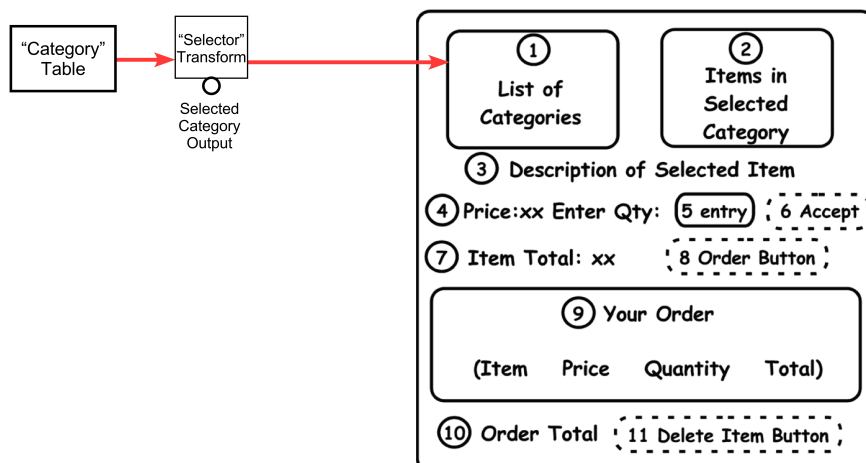 “Category”
Table
“Selector”
Transform
Selected
Category
Output
1
List of
Categories
2
Items in
Selected
Category
3 Description of Selected Item
4 Price:xx Enter Qty: 5 entry 6 Accept
7 Item Total: xx 8 Order Button
9 Your Order
(Item Price Quantity Total)
10 Order Total 11 Delete Item Button